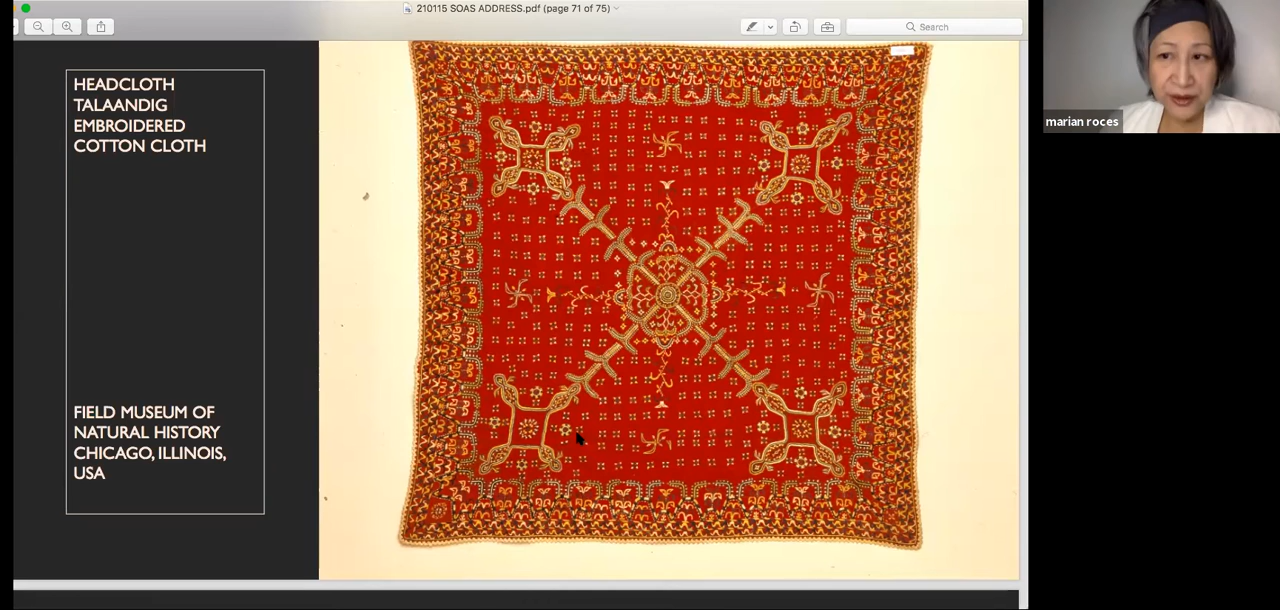 210115 SOAS ADDRESS.pdf (page 71 of 75)
Search
HEADCLOTH
TALAANDIG
EMBROIDERED
COTTON CLOTH
FIELD MUSEUM OF
NATURAL HISTORY
CHICAGO, ILLINOIS,
USA
marian roces